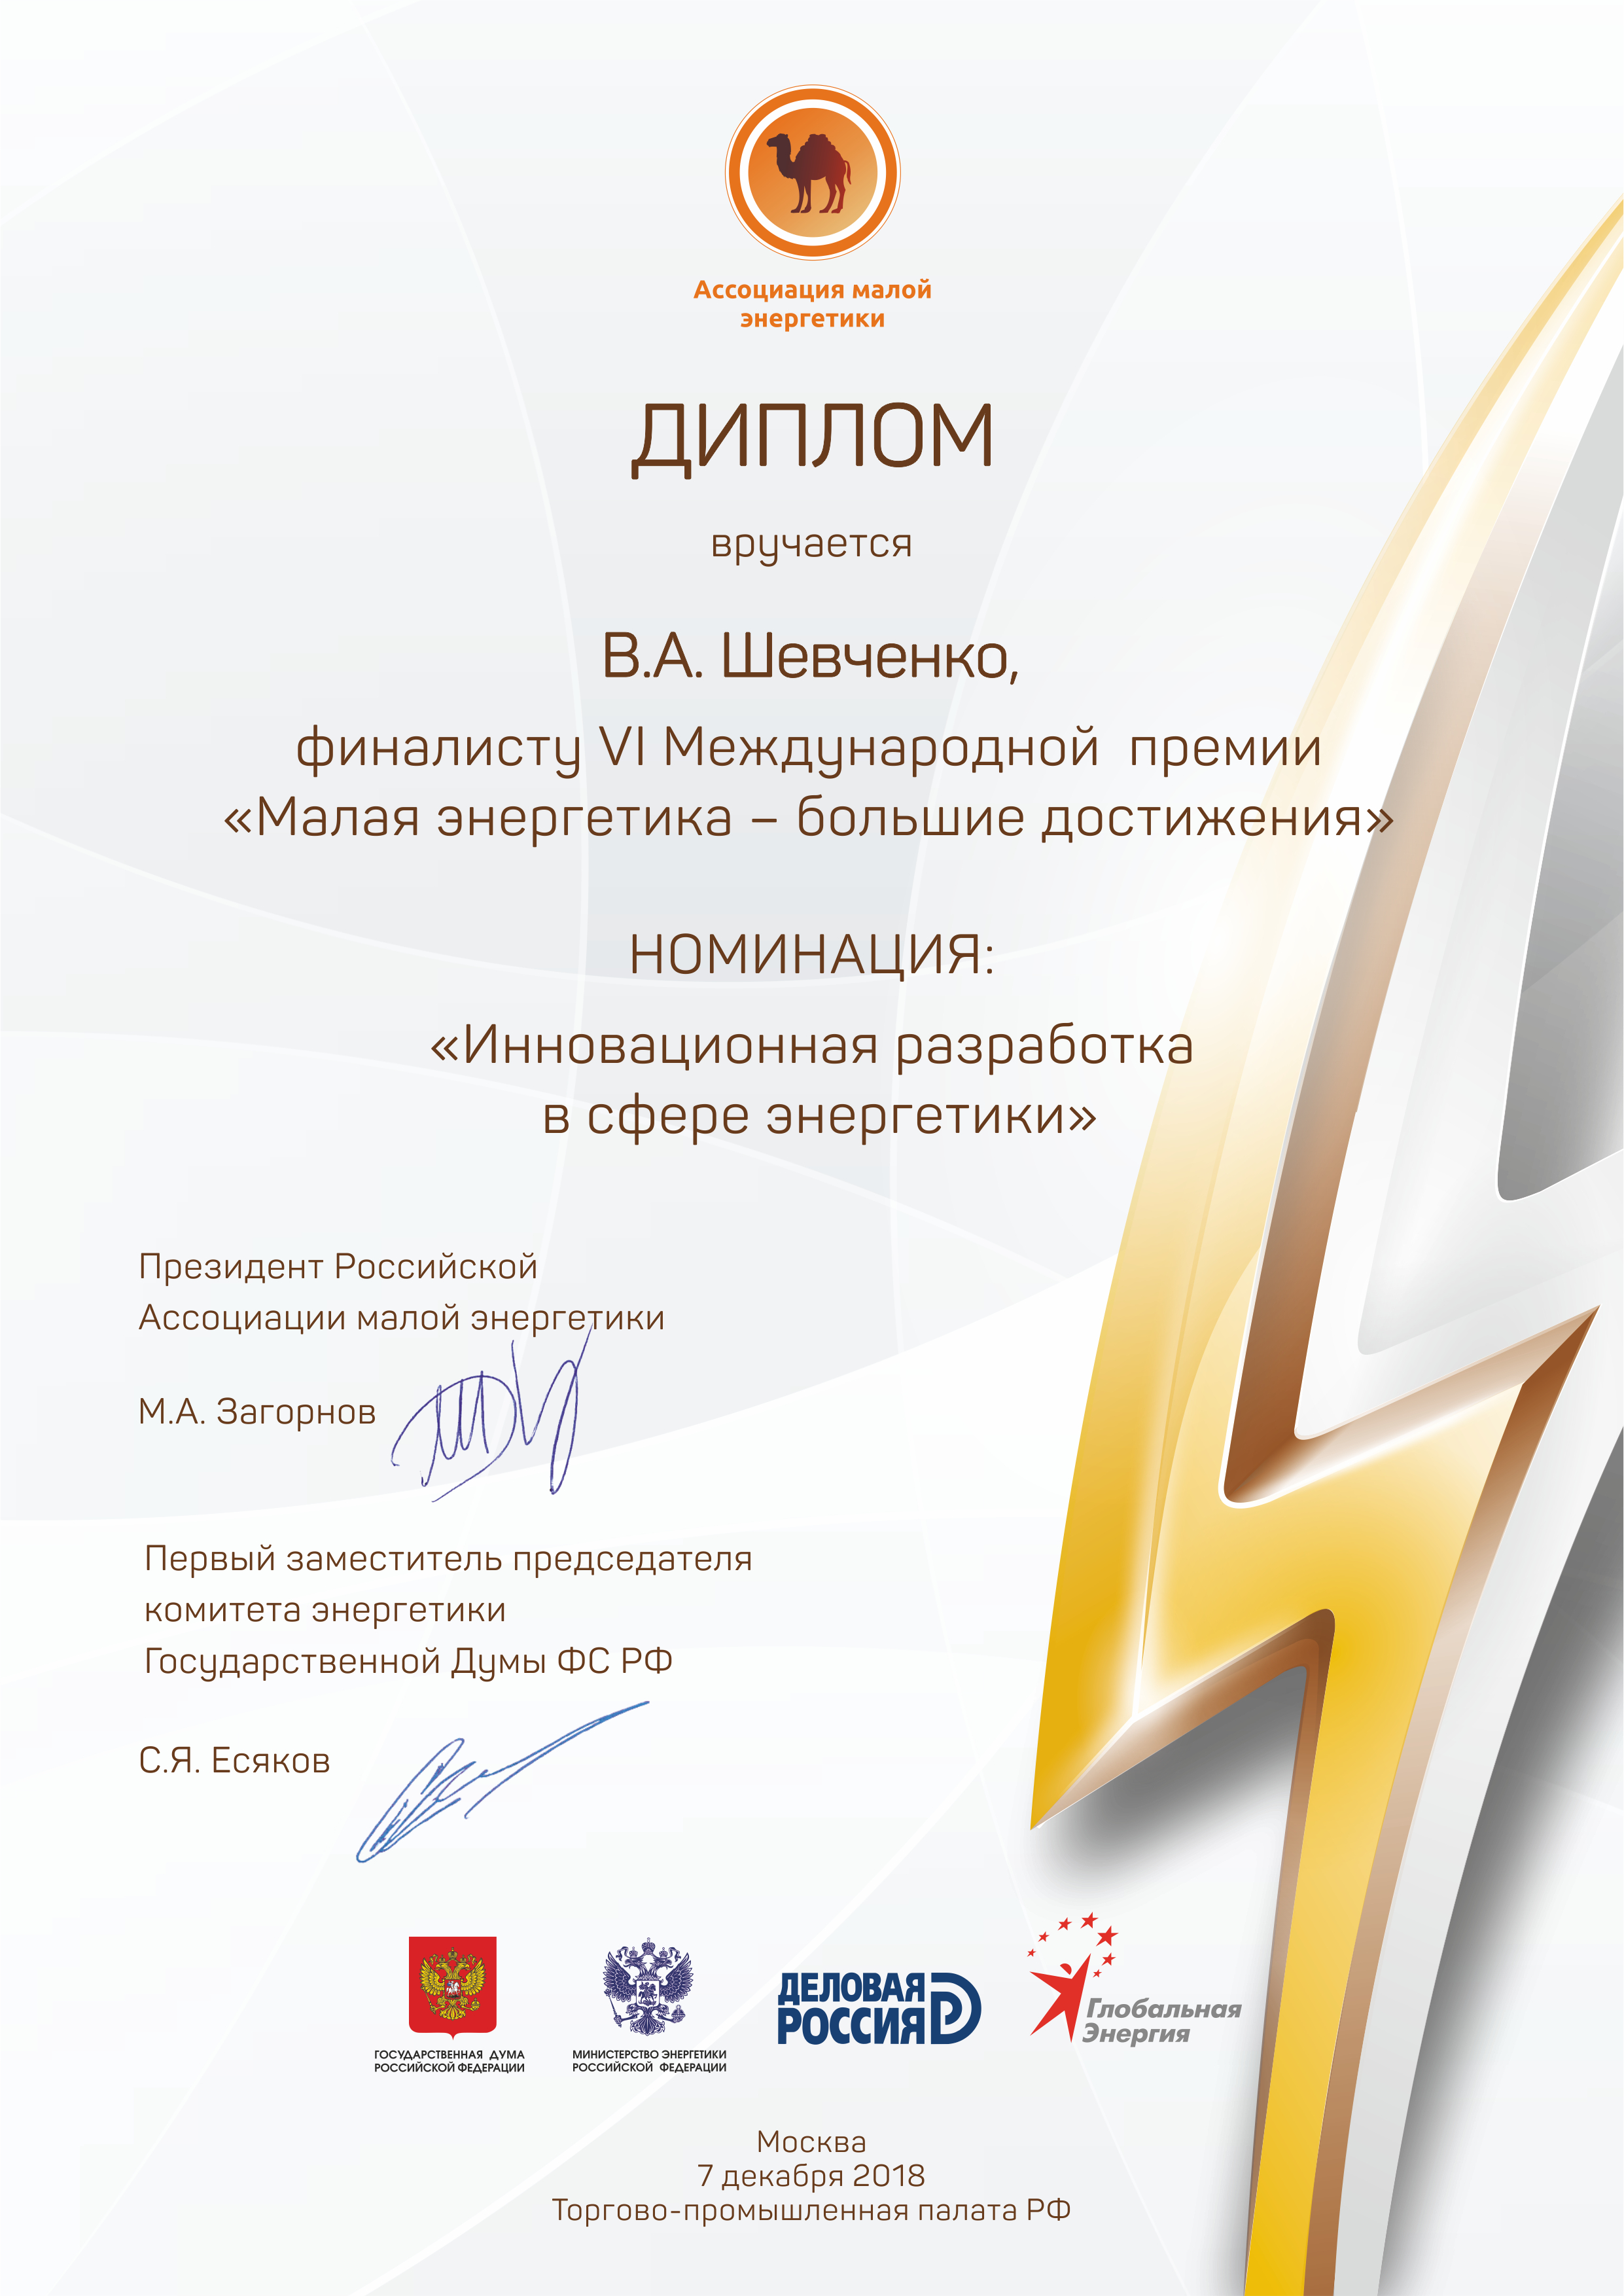 Ассоциация малой
энергетики
ДИПЛОМ
вручается
В.А. Шевченко,
финалисту VI Международной премии
«Малая энергетика – большие достижения»
НОМИНАЦИЯ:
«Инновационная разработка
в сфере энергетики»
Президент Российской
Ассоциации малой энергетики
М.А. Загорнов
Первый заместитель председателя
комитета энергетики
Государственной Думы ФС РФ
С.Я. Есяков
ГОСУДАРСТВЕННАЯ ДУМА
РОССИЙСКОЙ ФЕДЕРАЦИИ
МИНИСТЕРСТВО ЭНЕРГЕТИКИ
РОССИЙСКОЙ ФЕДЕРАЦИИ
ДЕЛОВАЯ
РОССИЯ
Глобальная
Энергия
Москва
7 декабря 2018
Торгово-промышленная палата РФ